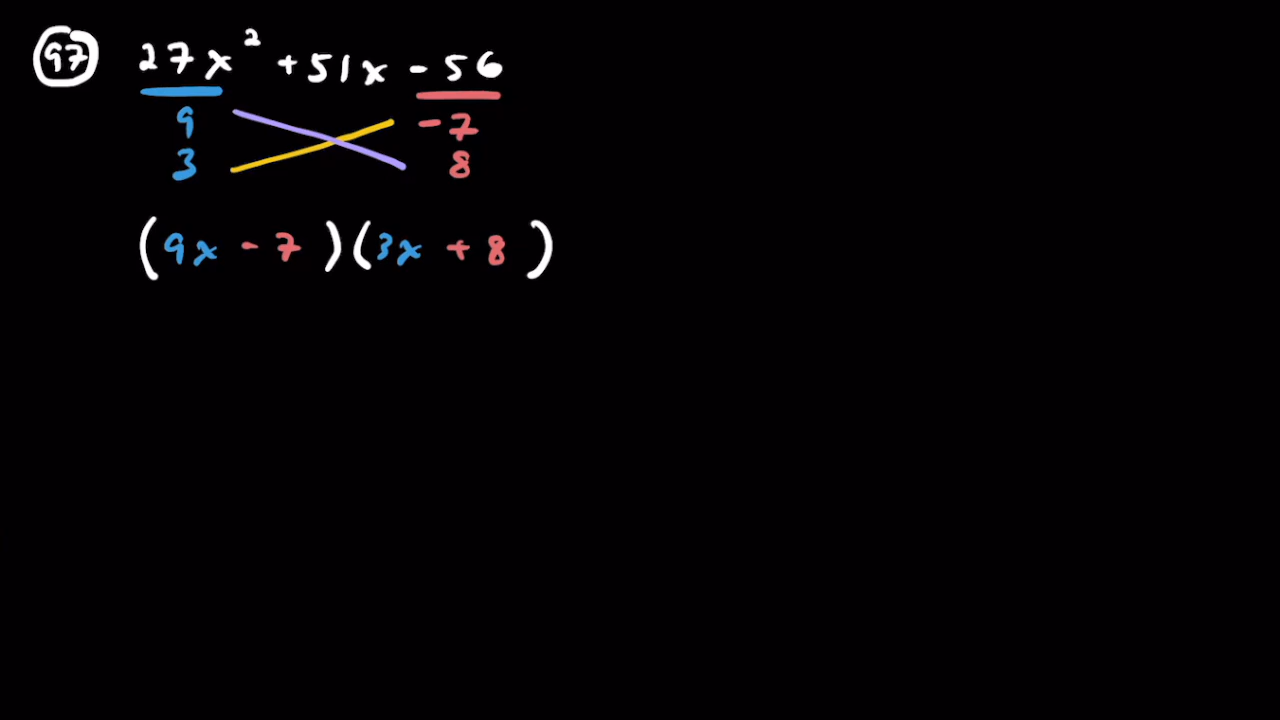 97 27x² +51x - 56
9 -7
3 8
(9x - 7)(3x + 8)